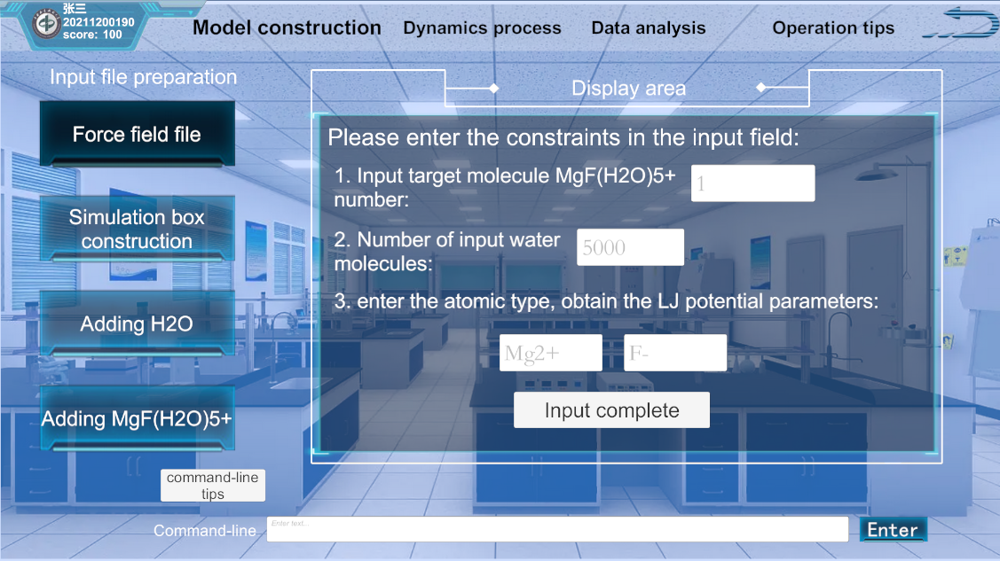 张三
20211200190
score: 100
Model construction
Dynamics process
Data analysis
Operation tips
Input file preparation
Force field file
Simulation box
construction
Adding H2O
Adding MgF(H2O)5+
Display area
Please enter the constraints in the input field:
1. Input target molecule MgF(H2O)5+
number:
1
2. Number of input water
molecules:
5000
3. enter the atomic type, obtain the LJ potential parameters:
Mg2+
F-
Input complete
command-line
tips
Command-line
Enter text...
Enter